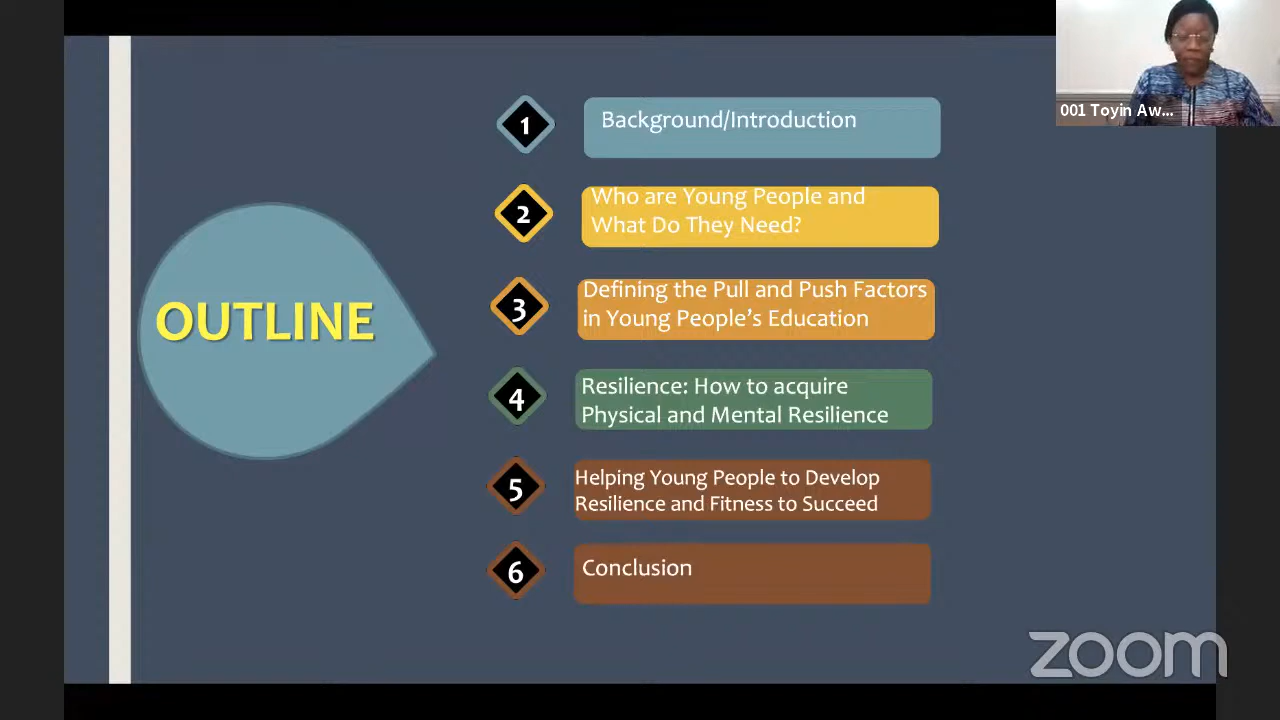 001 Toyin Aw...
OUTLINE
1
Background/Introduction
2
Who are Young People and
What Do They Need?
3
Defining the Pull and Push Factors
in Young People's Education
4
Resilience: How to acquire
Physical and Mental Resilience
5
Helping Young People to Develop
Resilience and Fitness to Succeed
6
Conclusion
zoom